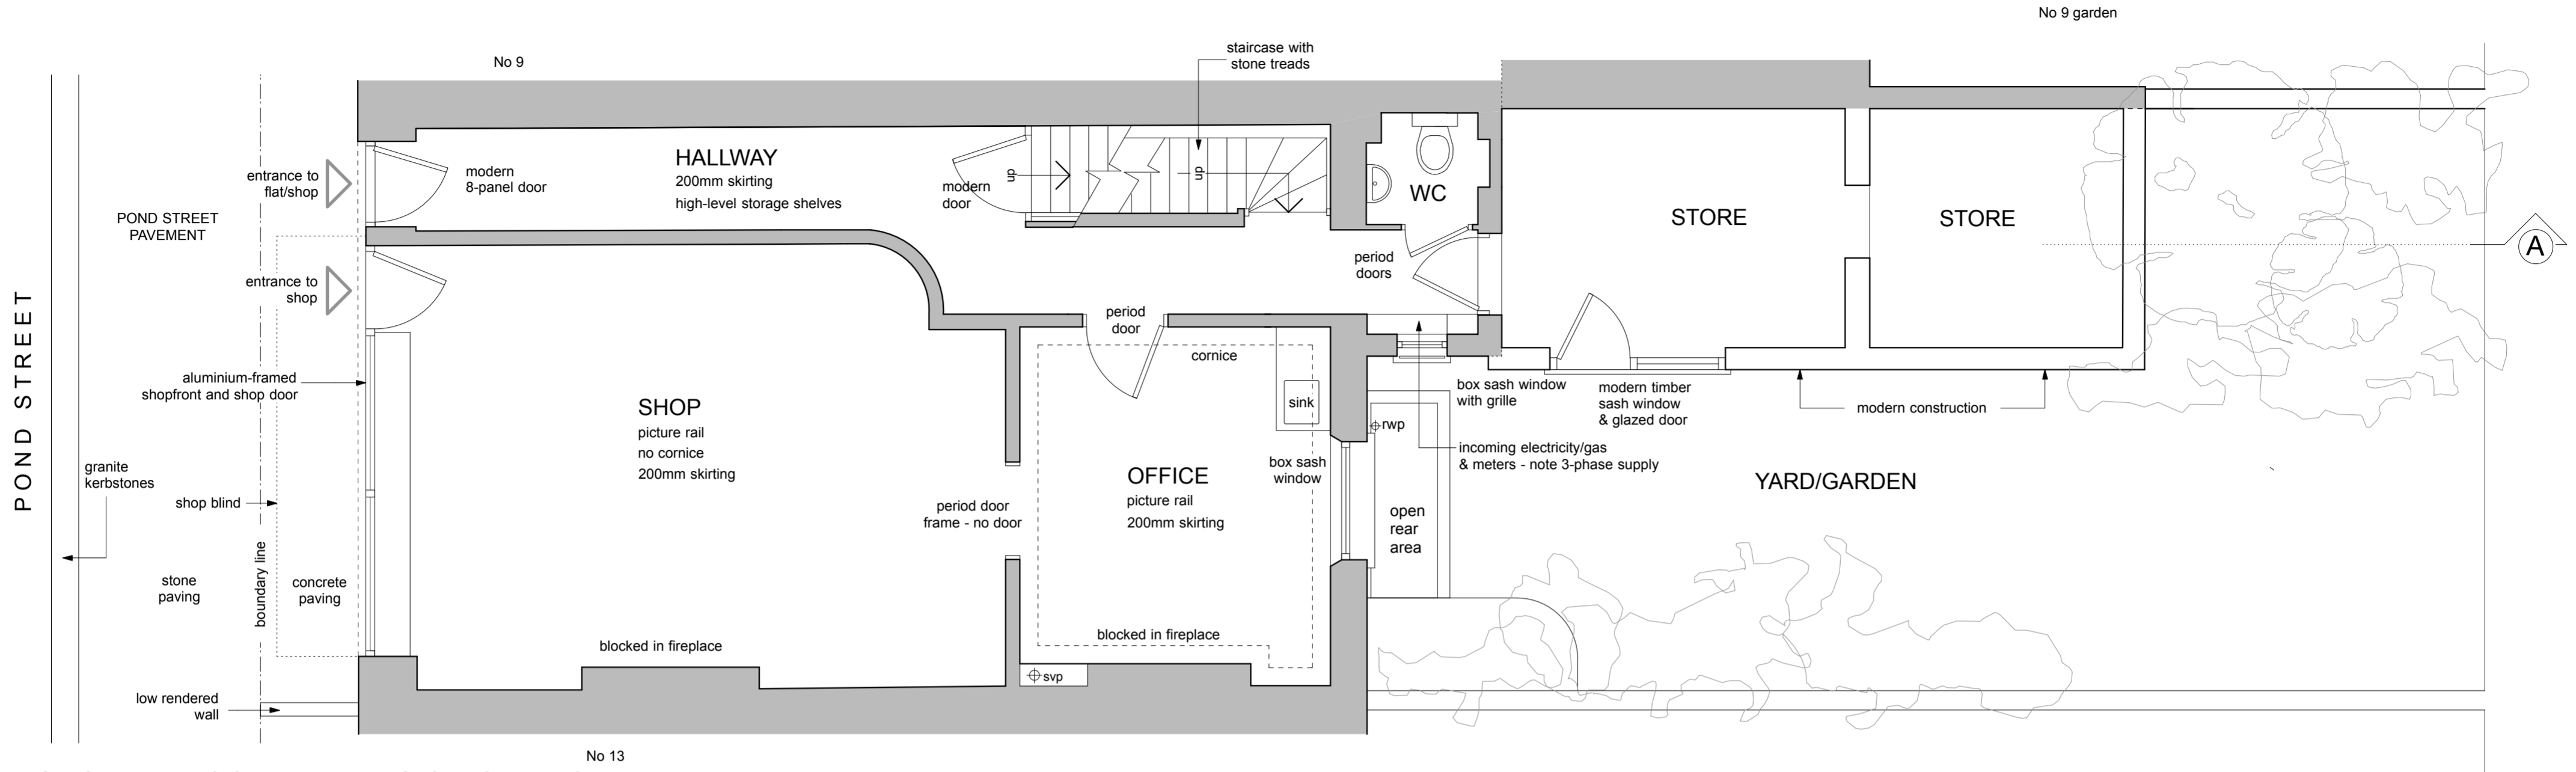 No 9 garden
No 9
staircase with
stone treads
entrance to
flat/shop
modern
8-panel door
HALLWAY
200mm skirting
high-level storage shelves
modern
door
dn
up
WC
STORE
STORE
POND STREET
PAVEMENT
A
entrance to
shop
period
doors
period
door
cornice
POND STREET
aluminium-framed
shopfront and shop door
SHOP
picture rail
no cornice
200mm skirting
sink
box sash window
with grille
modern timber
sash window
& glazed door
modern construction
rwp
incoming electricity/gas
& meters - note 3-phase supply
granite
kerbstones
shop blind
period door
frame - no door
OFFICE
picture rail
200mm skirting
box sash
window
open
rear
area
YARD/GARDEN
stone
paving
boundary line
concrete
paving
blocked in fireplace
blocked in fireplace
svp
low rendered
wall
No 13